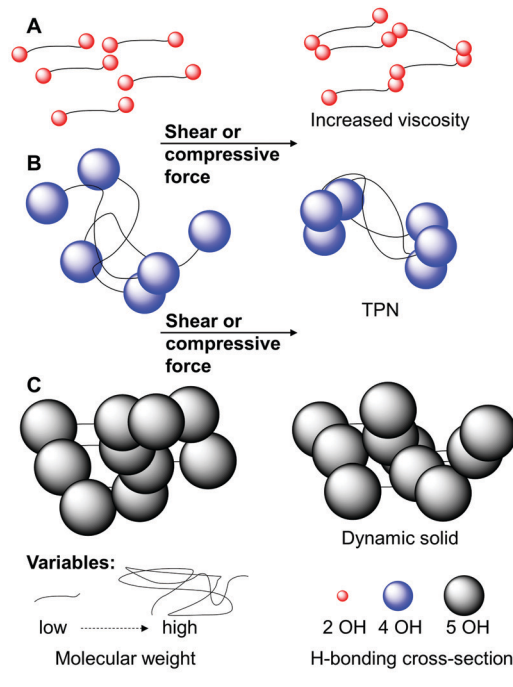 A
Increased viscosity
Shear or
compressive
force
B
TPN
Shear or
compressive
force
C
Dynamic solid
Variables:
low
high
2 OH
4 OH
5 OH
Molecular weight
H-bonding cross-section